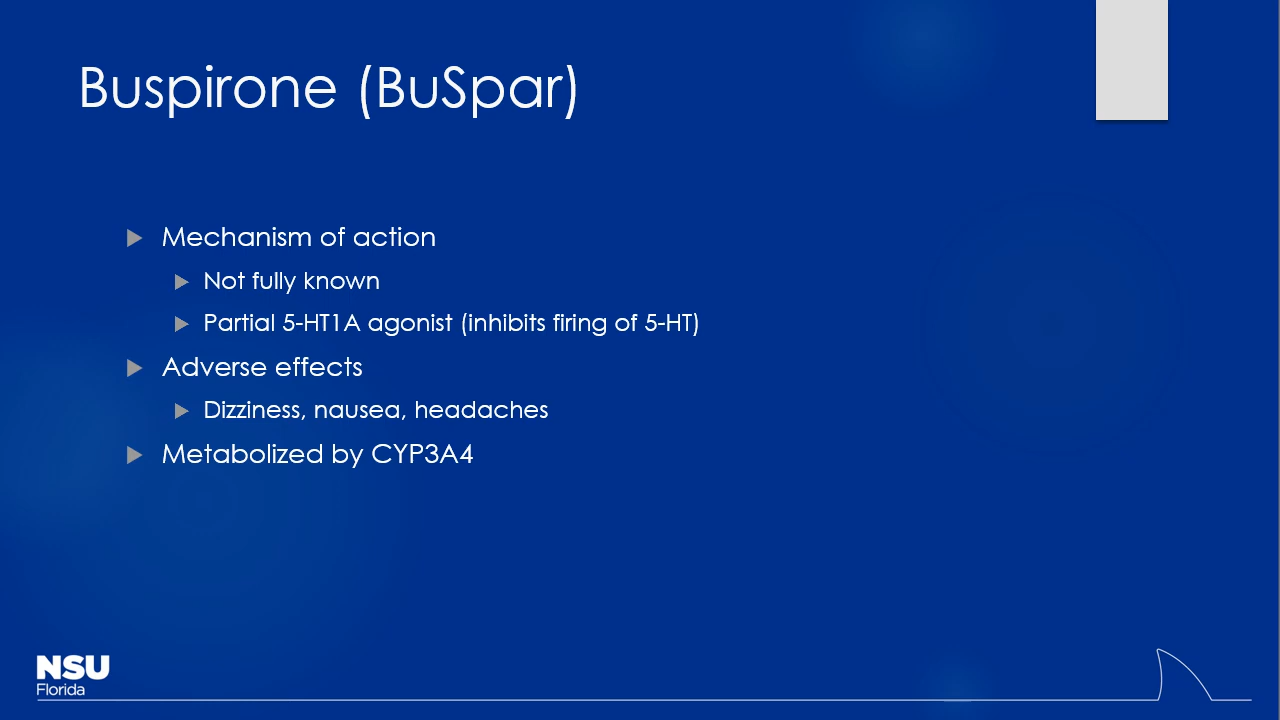 Buspirone (BuSpar)
Mechanism of action
Not fully known
Partial 5-HT1A agonist (inhibits firing of 5-HT)
Adverse effects
Dizziness, nausea, headaches
Metabolized by CYP3A4
NSU
Florida